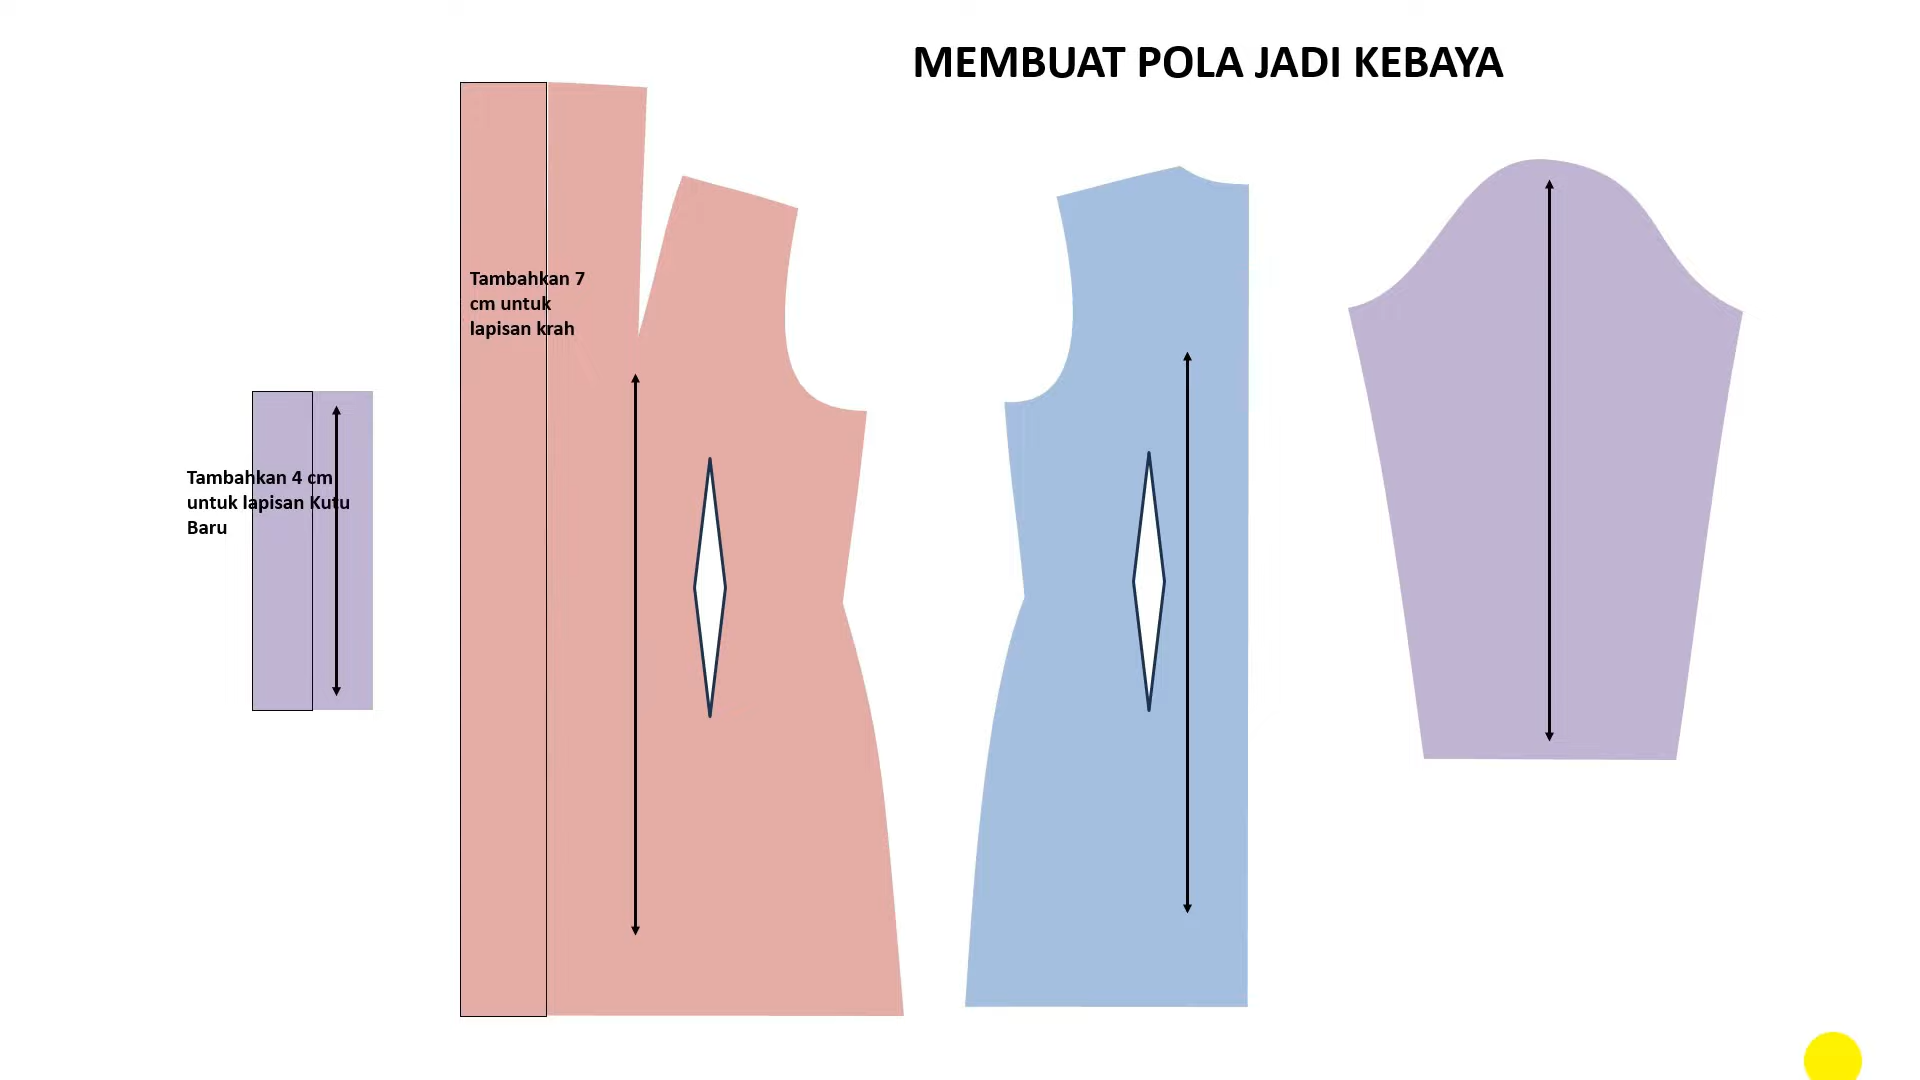 MEMBUAT POLA JADI KEBAYA
Tambahkan 7
cm untuk
lapisan krah
Tambahkan 4 cm
untuk lapisan Kutu
Baru